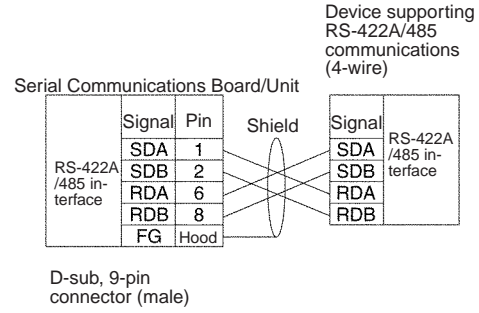 Device supporting
RS-422A/485
communications
(4-wire)
Serial Communications Board/Unit
Signal Pin
Shield
Signal
SDA 1
SDB 2
RDA 6
RDB 8
FG Hood
RS-422A
/485 in-
terface
SDA
SDB
RDA
RDB
RS-422A
/485 in-
terface
D-sub, 9-pin
connector (male)